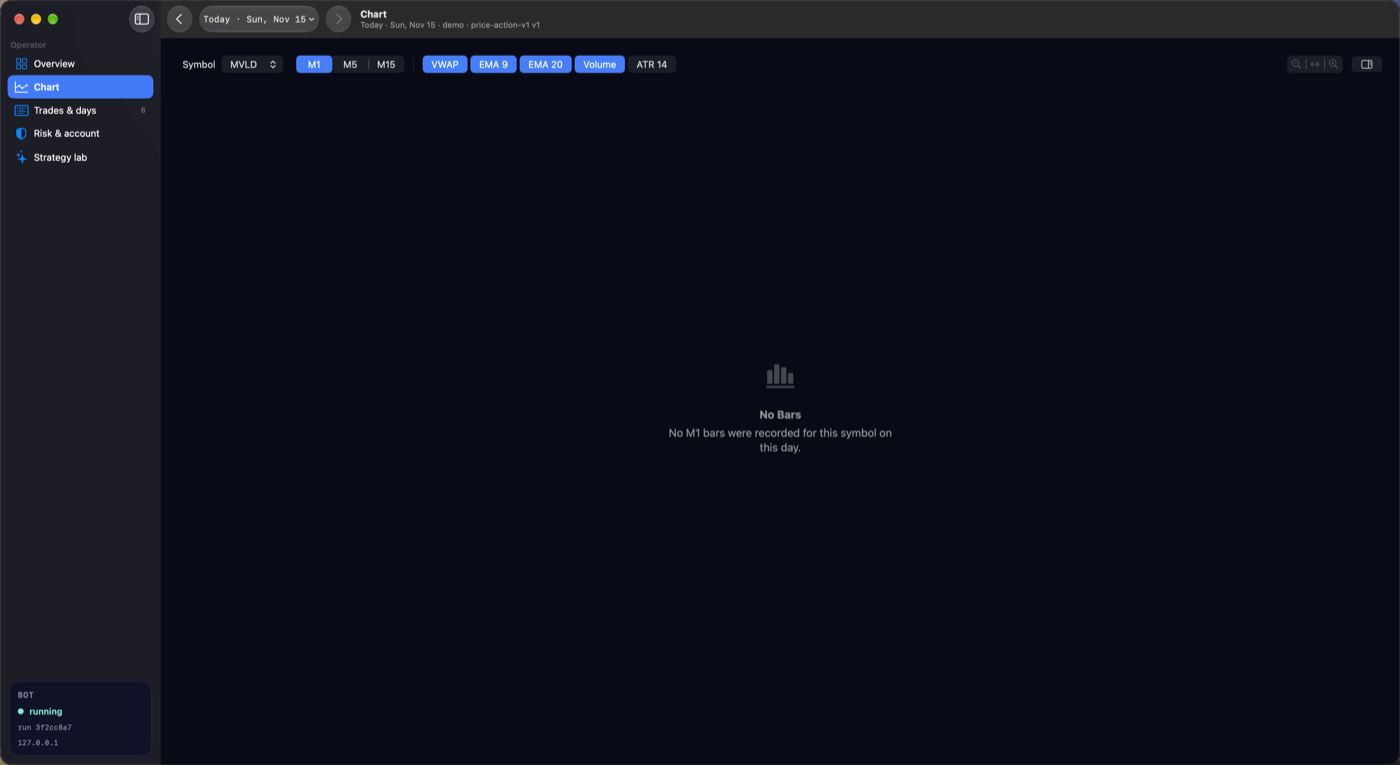 Today · Sun, Nov 15
Chart
Today · Sun, Nov 15 · demo · price-action-v1 v1
Operator
Overview
Chart
Trades & days 6
Risk & account
Strategy lab
Symbol MVLD M1 M5 M15 VWAP EMA 9 EMA 20 Volume ATR 14
No Bars
No M1 bars were recorded for this symbol on
this day.
BOT
running
run 3f2cc8a7
127.0.0.1